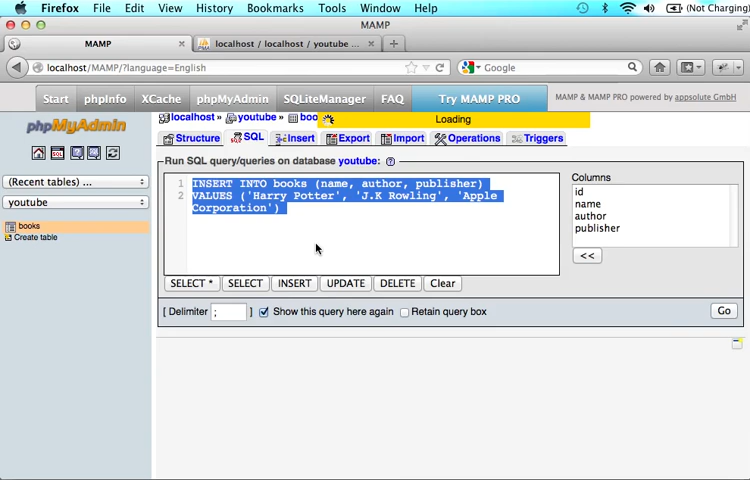 Firefox File Edit View History Bookmarks Tools Window Help (Not Charging)
MAMP
MAMP localhost / localhost / youtube ...
localhost/MAMP/?language=English Google
Start phpInfo XCache phpMyAdmin SQLiteManager FAQ Try MAMP PRO MAMP & MAMP PRO powered by appsolute GmbH
phpMyAdmin
(Recent tables) ...
youtube
books
Create table
localhost » youtube » boo Loading
Structure SQL Insert Export Import Operations Triggers
Run SQL query/queries on database youtube:
1 INSERT INTO books (name, author, publisher)
2 VALUES ('Harry Potter', 'J.K Rowling', 'Apple
Corporation')
Columns
id
name
author
publisher
<<
SELECT * SELECT INSERT UPDATE DELETE Clear
[ Delimiter ; ] Show this query here again Retain query box Go